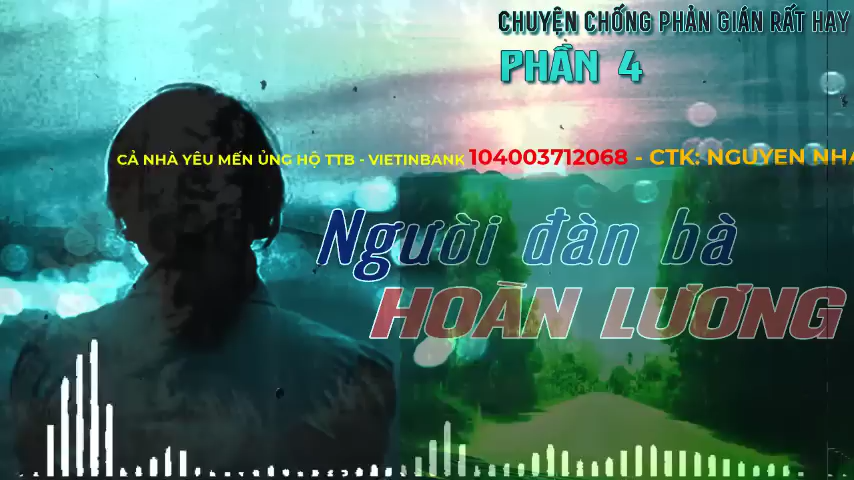 CHUYỆN CHỐNG PHẢN GIÁN RẤT HAY
PHẦN 4
CẢ NHÀ YÊU MẾN ỦNG HỘ TTB - VIETINBANK 104003712068 - CTK: NGUYEN NHA
Người đàn bà
HOÀN LƯƠNG